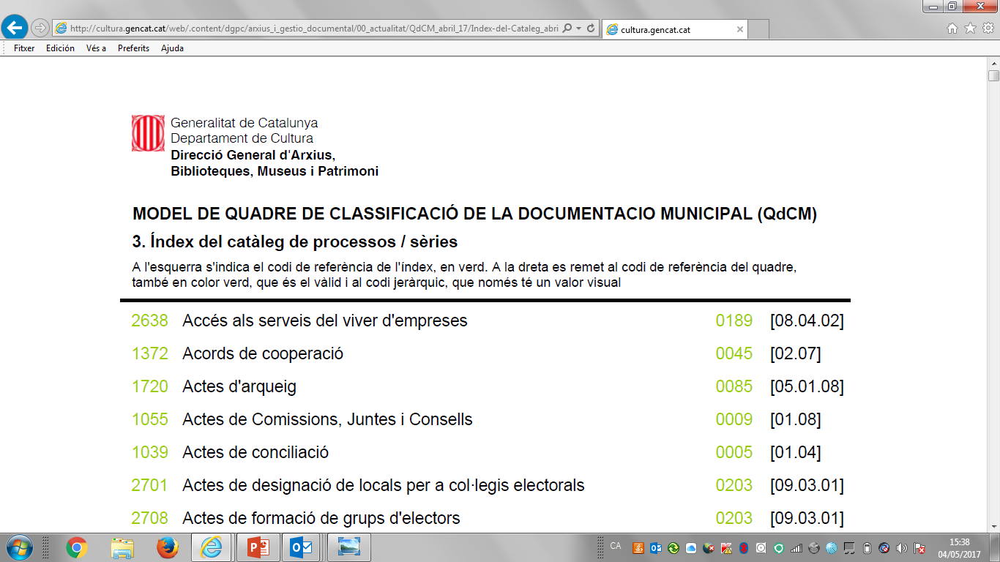 http://cultura.gencat.cat/web/.content/dgpc/arxius_i_gestio_documental/00_actualitat/QdCM_abril_17/Index-del-Cataleg_abri
cultura.gencat.cat
Fitxer Edición Vés a Preferits Ajuda
Generalitat de Catalunya
Departament de Cultura
Direcció General d'Arxius,
Biblioteques, Museus i Patrimoni
MODEL DE QUADRE DE CLASSIFICACIÓ DE LA DOCUMENTACIO MUNICIPAL (QdCM)
3. Índex del catàleg de processos / sèries
A l'esquerra s'indica el codi de referència de l'índex, en verd. A la dreta es remet al codi de referència del quadre,
també en color verd, que és el vàlid i al codi jeràrquic, que només té un valor visual
2638 Accés als serveis del viver d'empreses 0189 [08.04.02]
1372 Acords de cooperació 0045 [02.07]
1720 Actes d'arqueig 0085 [05.01.08]
1055 Actes de Comissions, Juntes i Consells 0009 [01.08]
1039 Actes de conciliació 0005 [01.04]
2701 Actes de designació de locals per a col·legis electorals 0203 [09.03.01]
2708 Actes de formació de grups d'electors 0203 [09.03.01]
CA
15:38
04/05/2017